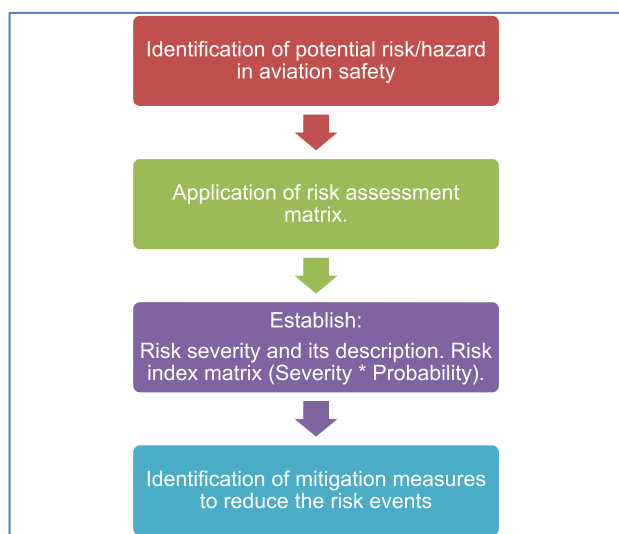 Identification of potential risk/hazard
in aviation safety
Application of risk assessment
matrix.
Establish:
Risk severity and its description. Risk
index matrix (Severity * Probability).
Identification of mitigation measures
to reduce the risk events